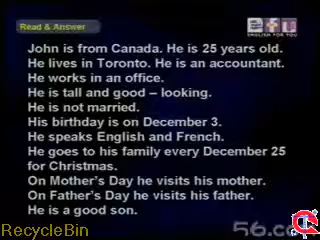 Read & Answer
efu
ENGLISH FOR YOU
John is from Canada. He is 25 years old.
He lives in Toronto. He is an accountant.
He works in an office.
He is tall and good – looking.
He is not married.
His birthday is on December 3.
He speaks English and French.
He goes to his family every December 25
for Christmas.
On Mother's Day he visits his mother.
On Father's Day he visits his father.
He is a good son.
56.co
RecycleBin